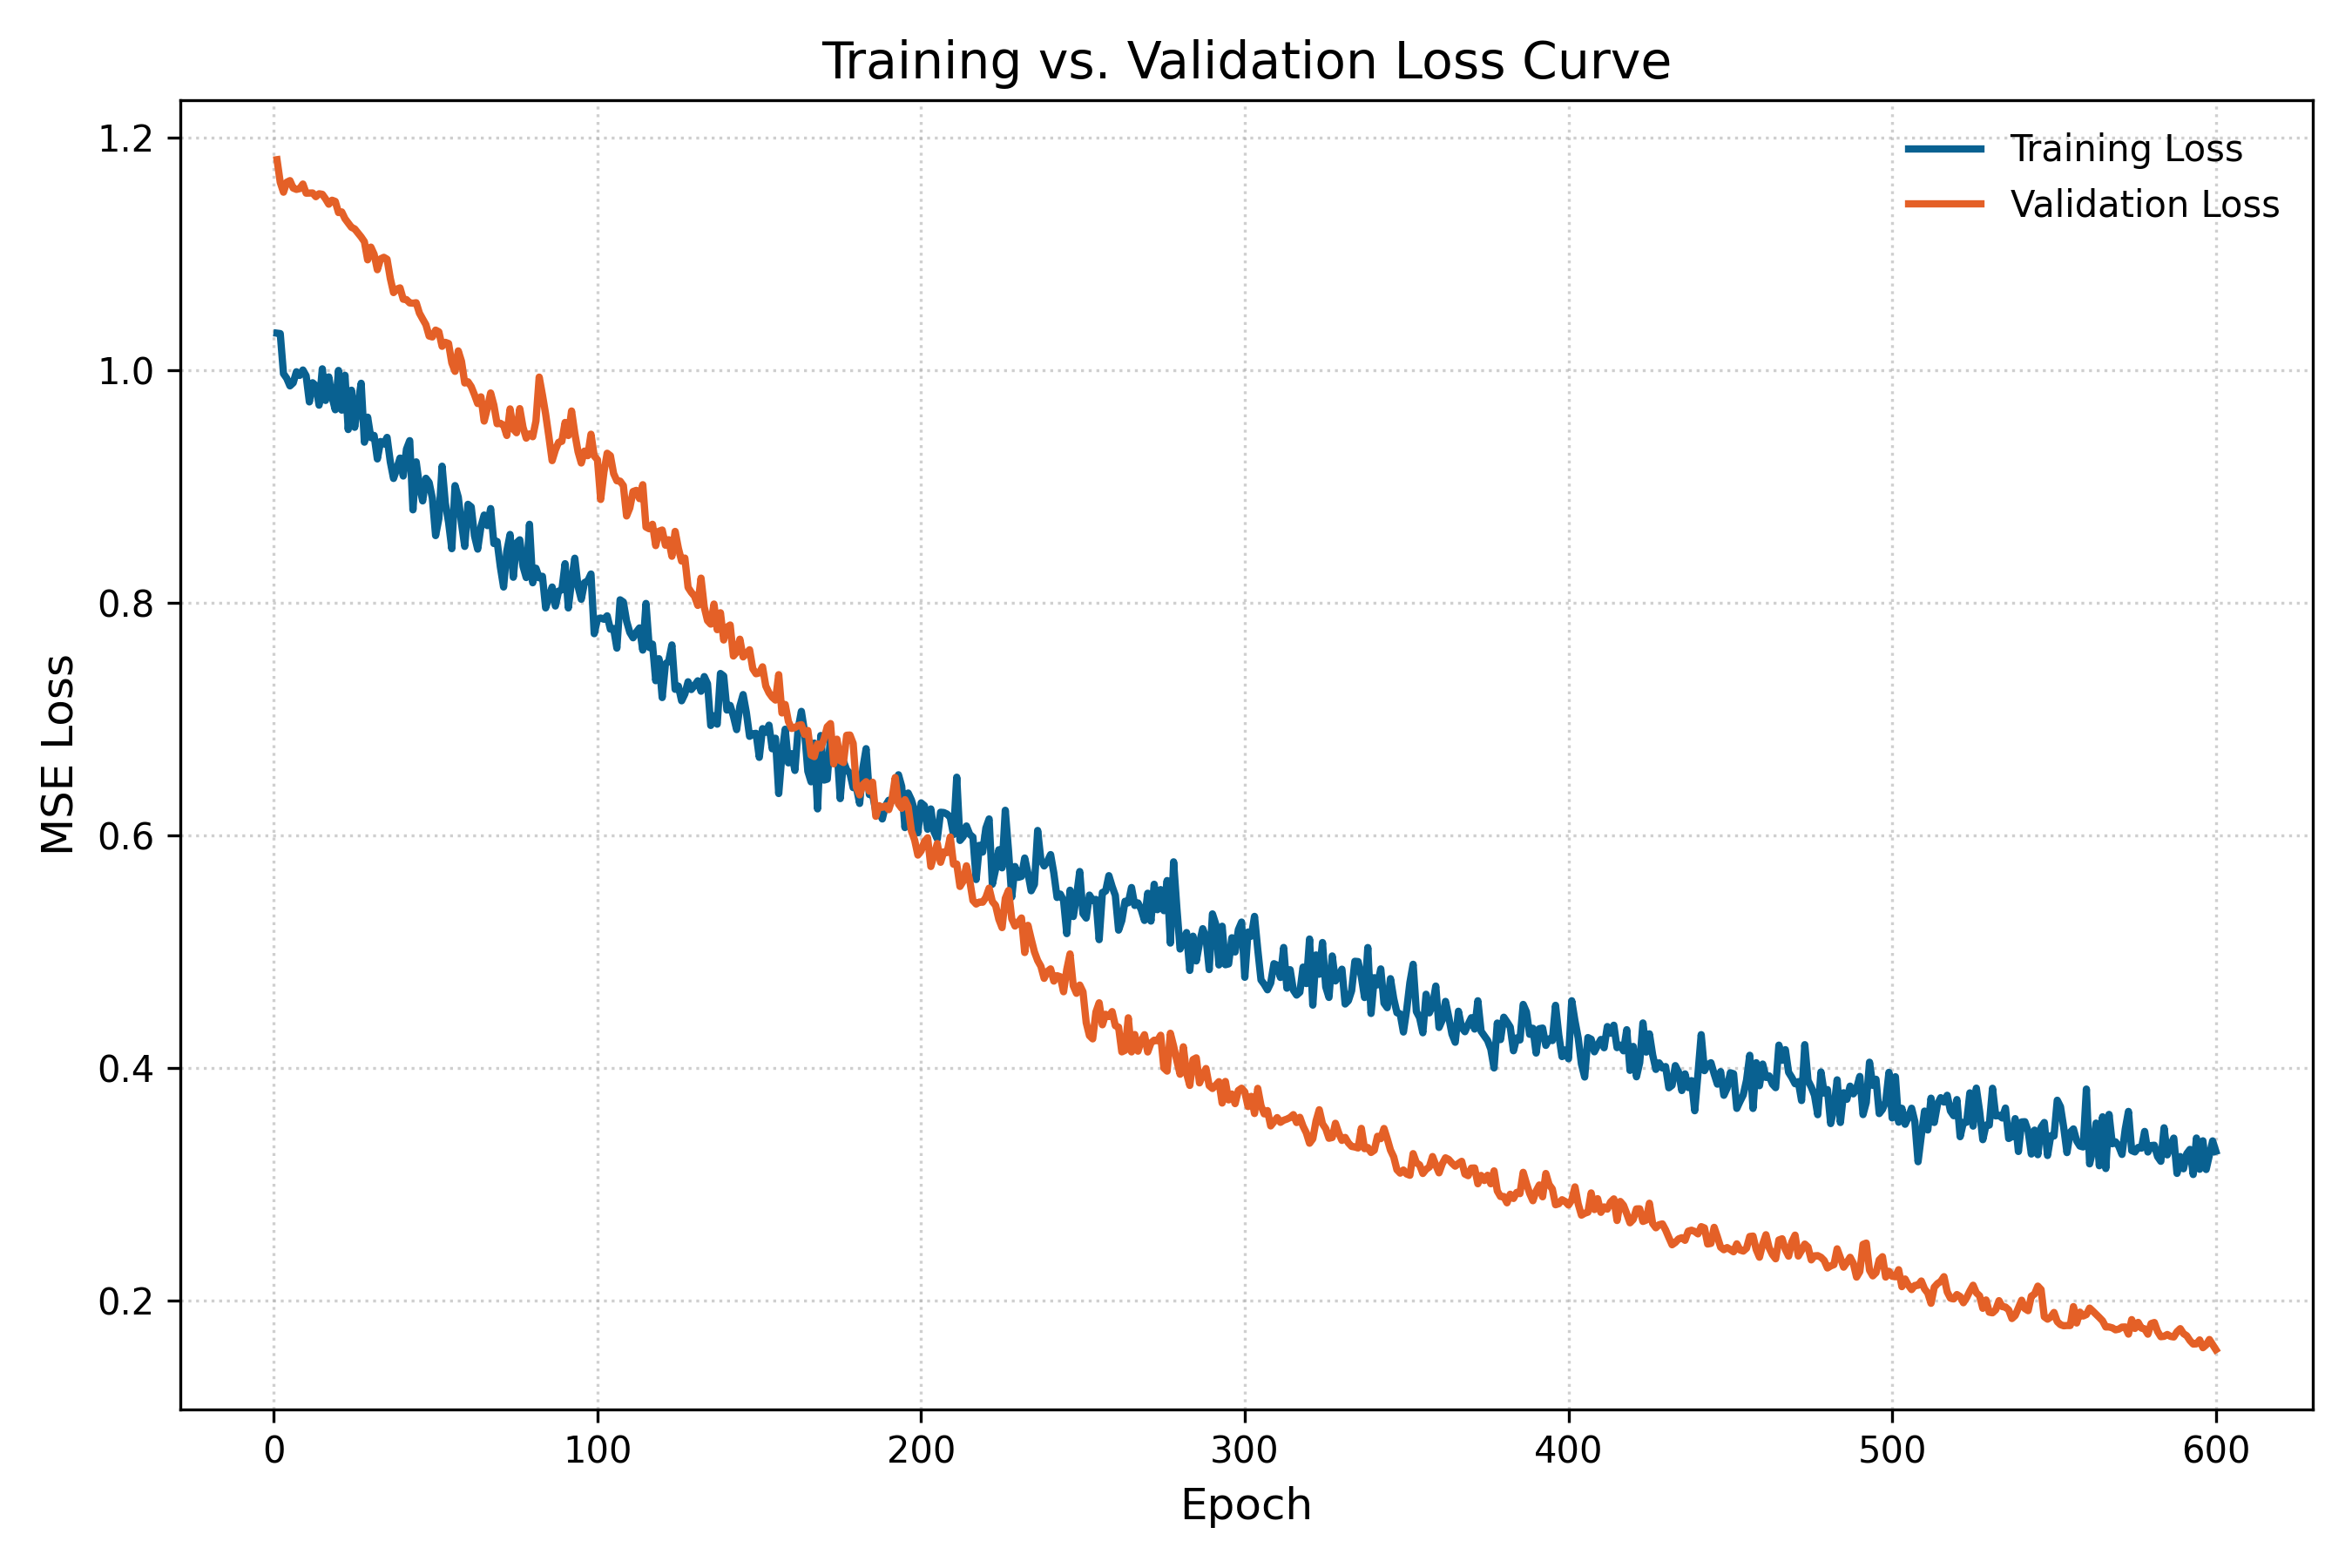 Training vs. Validation Loss Curve
Training Loss
Validation Loss
MSE Loss
1.2
1.0
0.8
0.6
0.4
0.2
0 100 200 300 400 500 600
Epoch